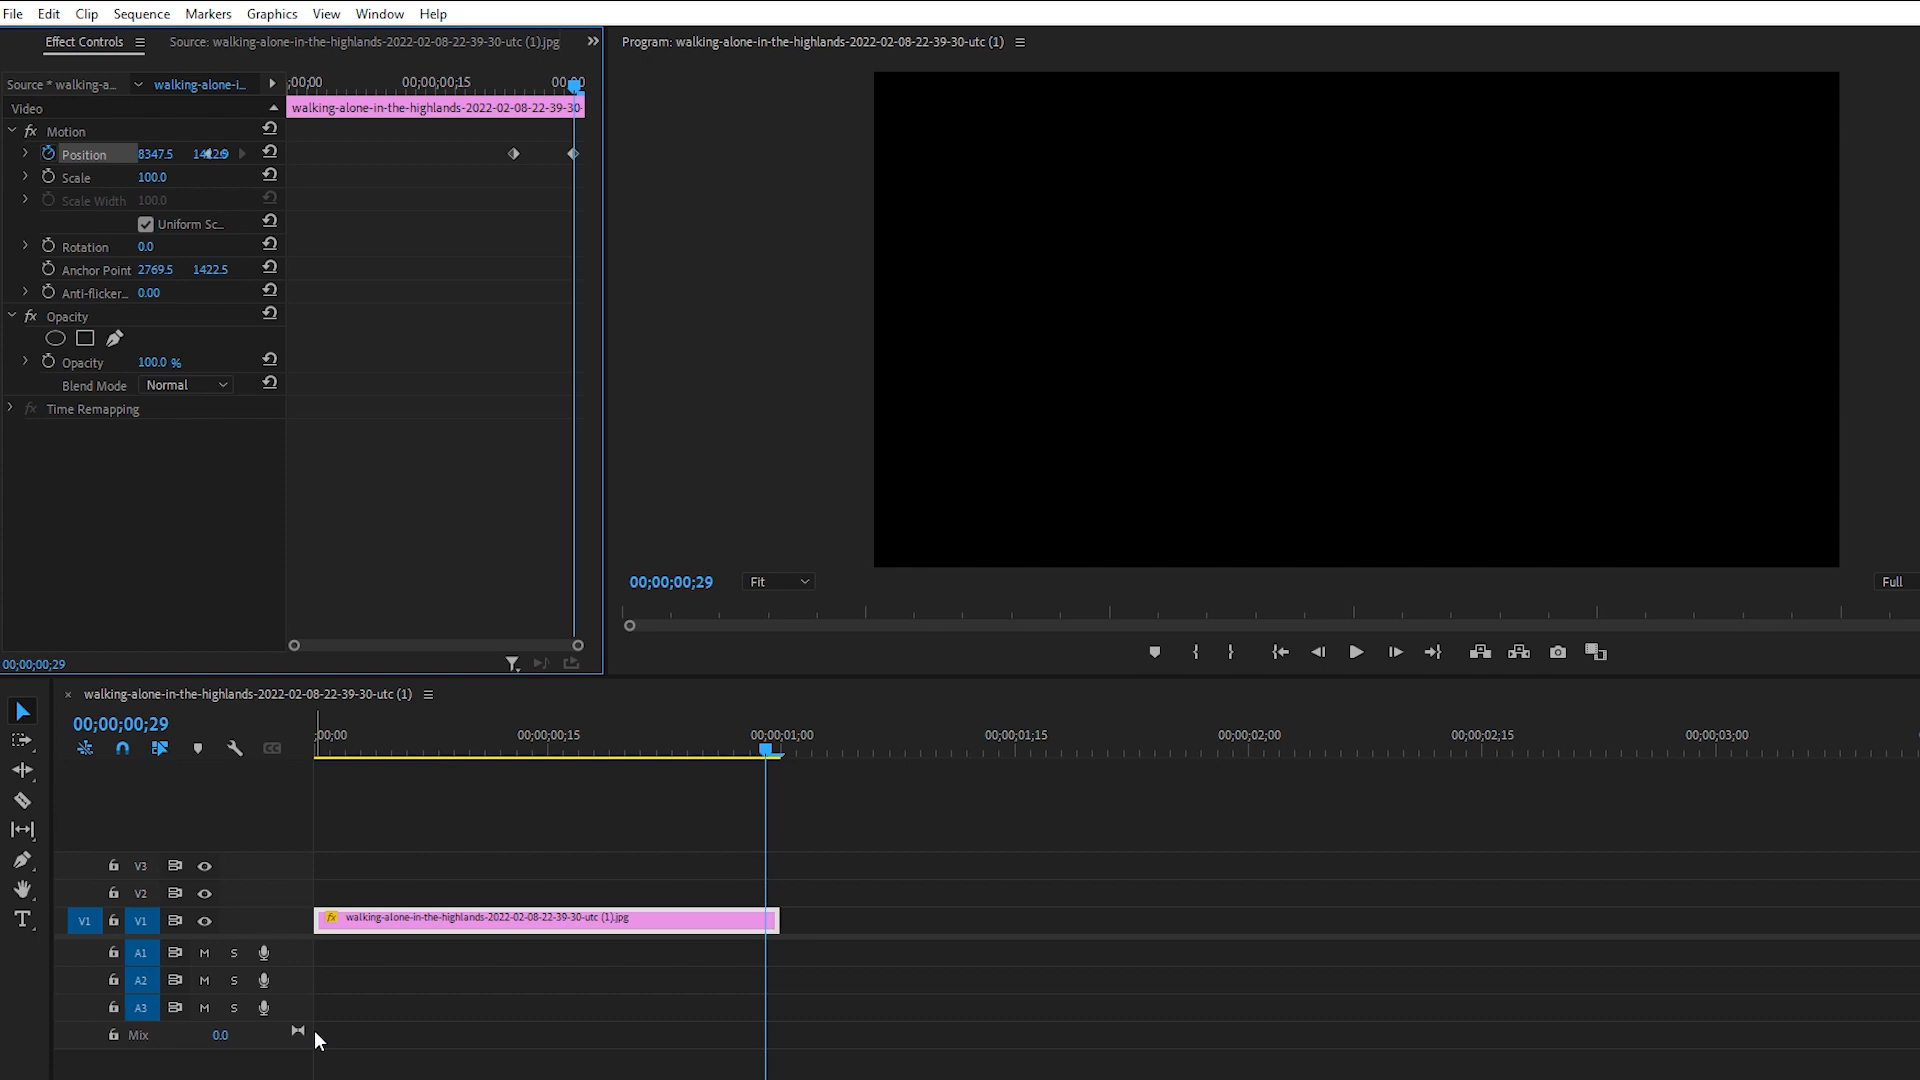 File Edit Clip Sequence Markers Graphics View Window Help
Effect Controls Source: walking-alone-in-the-highlands-2022-02-08-22-39-30-utc (1).jpg
Program: walking-alone-in-the-highlands-2022-02-08-22-39-30-utc (1)
Source * walking-a... walking-alone-i... ;00;00 00;00;00;15
Video walking-alone-in-the-highlands-2022-02-08-22-39-30-
fx Motion
Position 8347.5
Scale 100.0
Scale Width 100.0
Uniform Sc...
Rotation 0.0
Anchor Point 2769.5 1422.5
Anti-flicker... 0.00
fx Opacity
Opacity 100.0 %
Blend Mode Normal
fx Time Remapping
00;00;00;29 Fit Full
00;00;00;29
walking-alone-in-the-highlands-2022-02-08-22-39-30-utc (1)
00;00;00;29
;00;00 00;00;00;15 00;00;01;00 00;00;01;15 00;00;02;00 00;00;02;15 00;00;03;00
CC
V3
V2
V1 V1 fx walking-alone-in-the-highlands-2022-02-08-22-39-30-utc (1).jpg
A1 M S
A2 M S
A3 M S
Mix 0.0